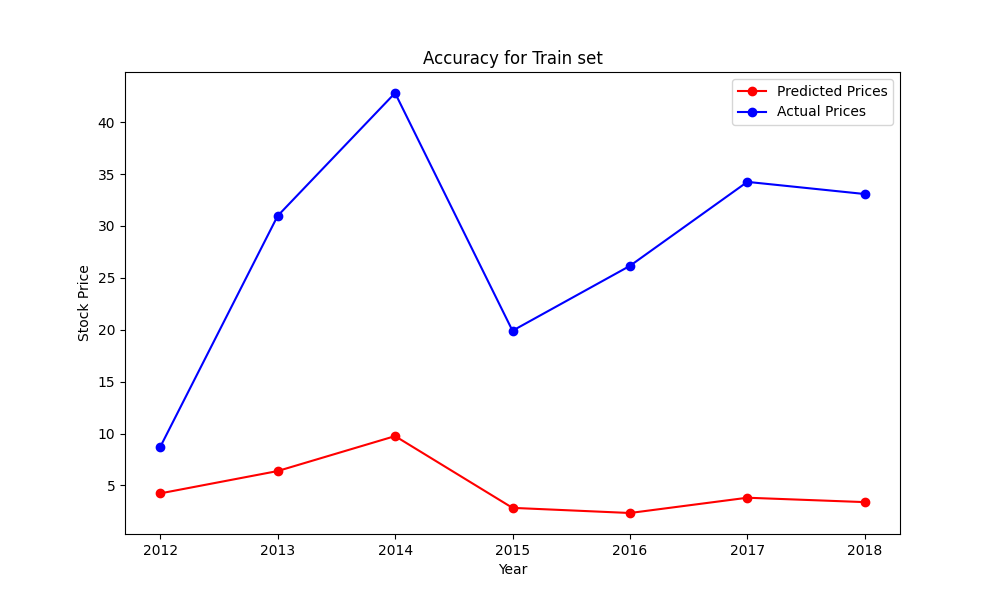 Accuracy for Train set
Predicted Prices
Actual Prices
40
35
30
25
20
15
10
5
Stock Price
2012 2013 2014 2015 2016 2017 2018
Year